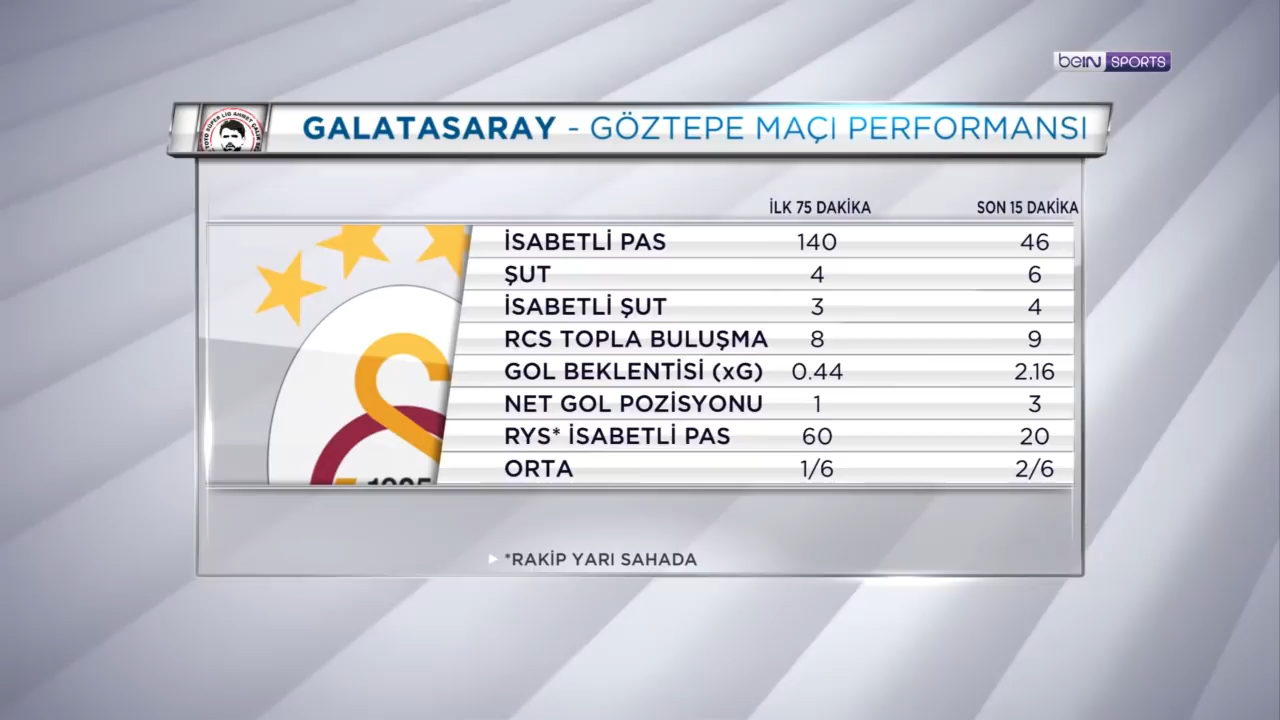 beIN SPORTS
GALATASARAY - GÖZTEPE MAÇI PERFORMANSI
İLK 75 DAKİKA SON 15 DAKİKA
İSABETLİ PAS 140 46
ŞUT 4 6
İSABETLİ ŞUT 3 4
RCS TOPLA BULUŞMA 8 9
GOL BEKLENTİSİ (xG) 0.44 2.16
NET GOL POZİSYONU 1 3
RYS* İSABETLİ PAS 60 20
ORTA 1/6 2/6
*RAKİP YARI SAHADA